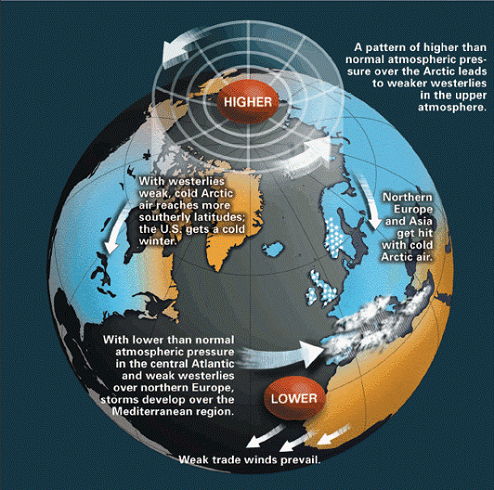 A pattern of higher than
normal atmospheric pres-
sure over the Arctic leads
to weaker westerlies
in the upper
atmosphere.
HIGHER
With westerlies
weak, cold Arctic
air reaches more
southerly latitudes;
the U.S. gets a cold
winter.
Northern
Europe
and Asia
get hit
with cold
Arctic air.
With lower than normal
atmospheric pressure
in the central Atlantic
and weak westerlies
over northern Europe,
storms develop over the
Mediterranean region.
LOWER
Weak trade winds prevail.